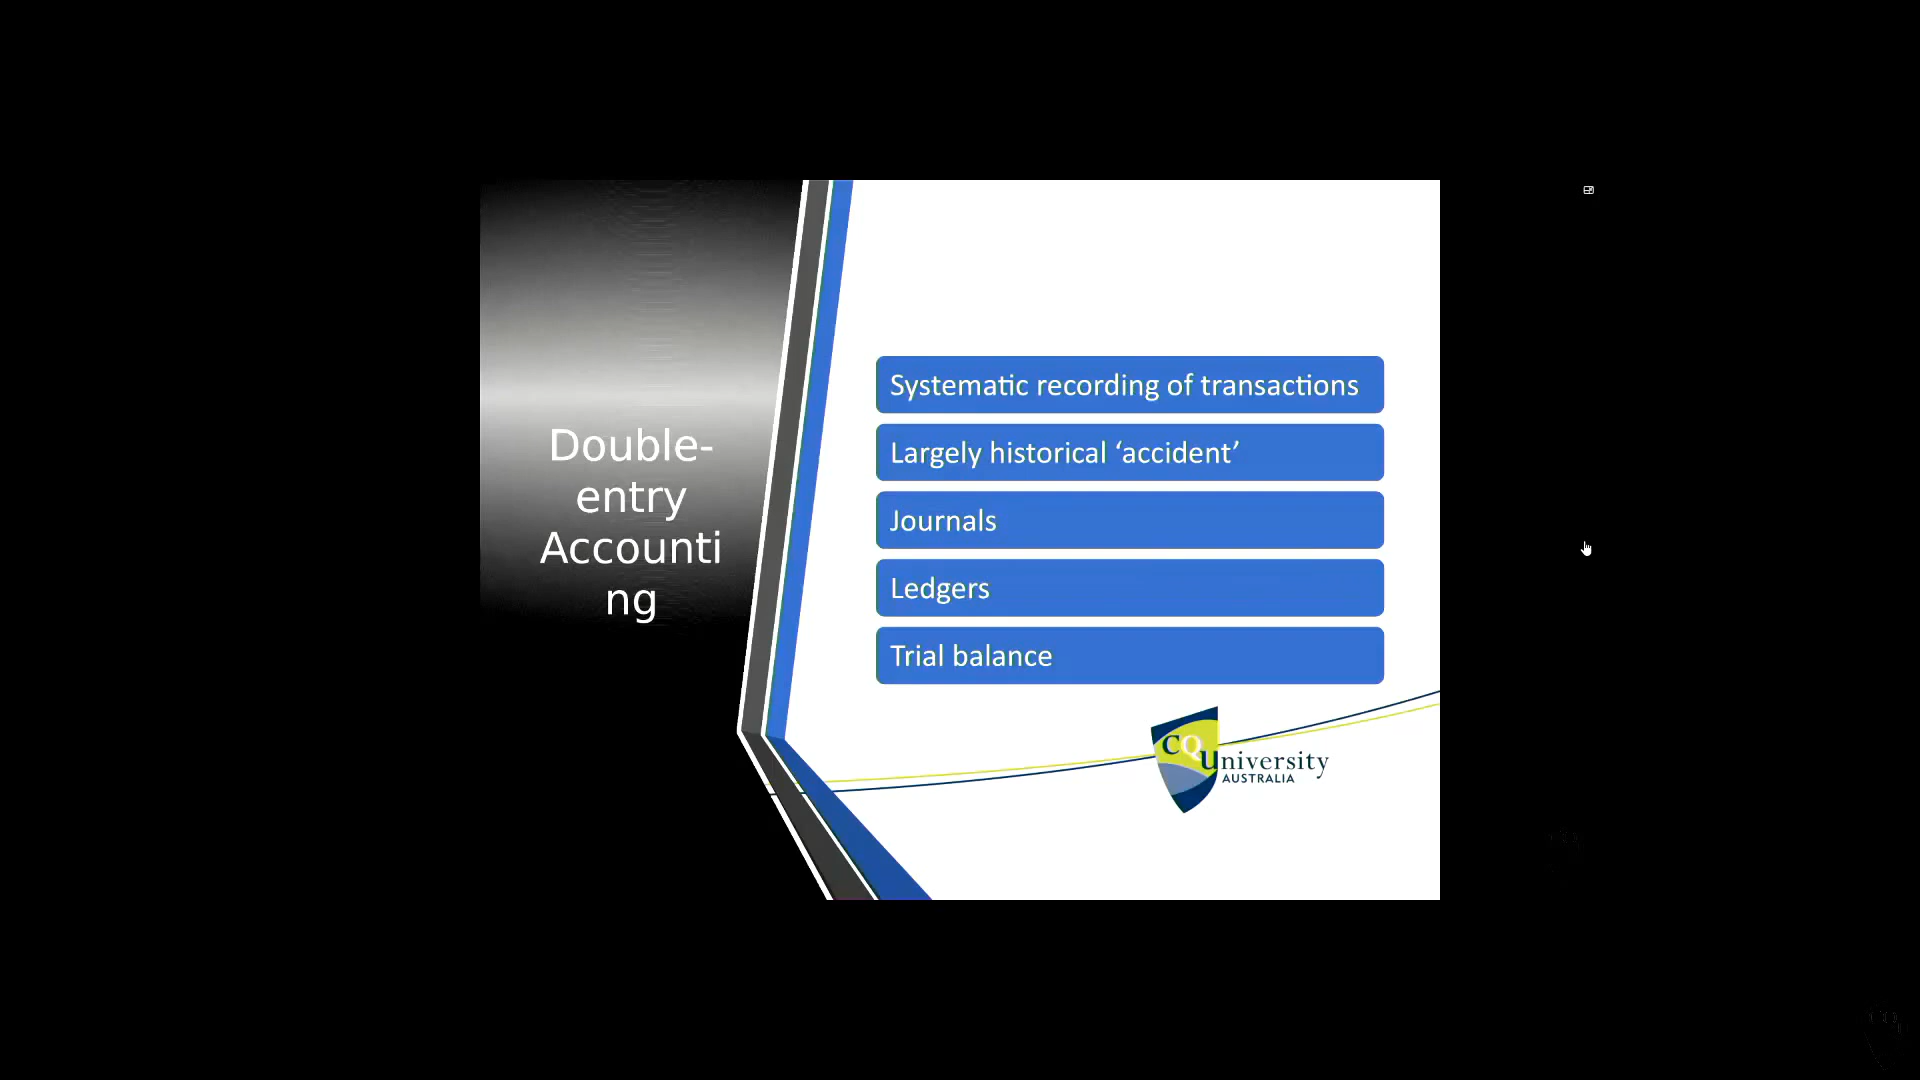 Double-
entry
Accounti
ng
Systematic recording of transactions
Largely historical ‘accident’
Journals
Ledgers
Trial balance
CQUniversity
AUSTRALIA